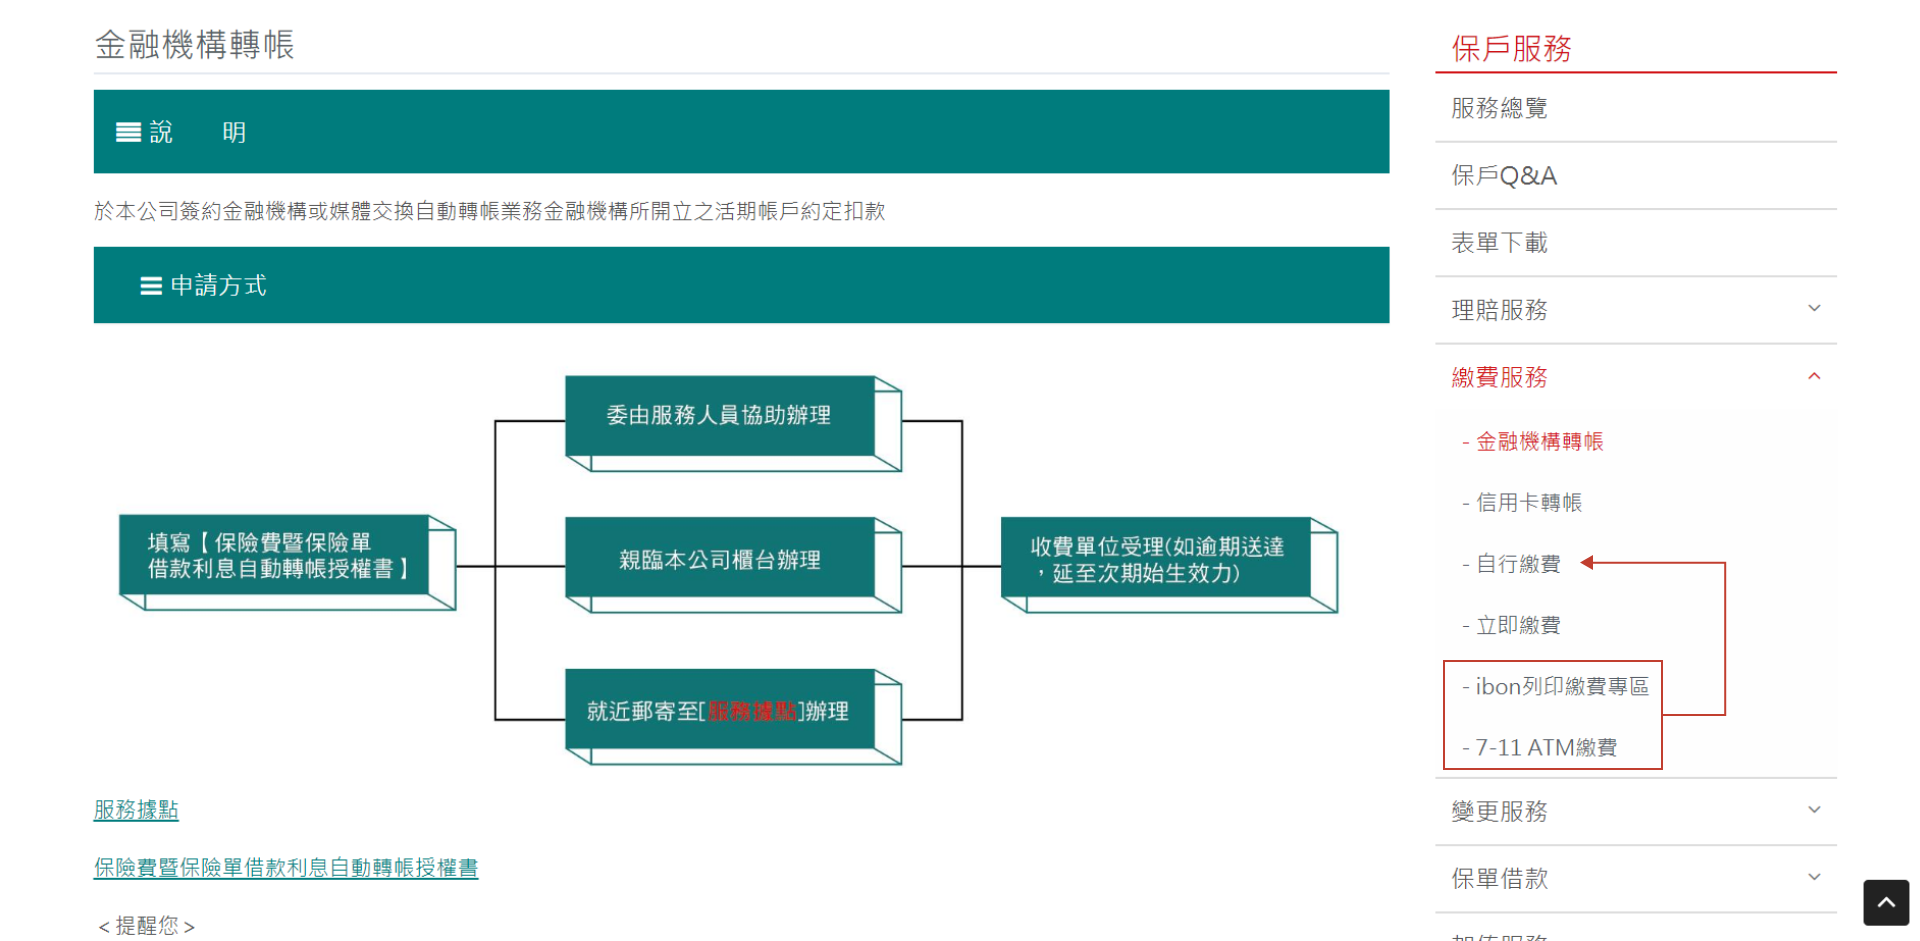 金融機構轉帳
說 明
於本公司簽約金融機構或媒體交換自動轉帳業務金融機構所開立之活期帳戶約定扣款
申請方式
委由服務人員協助辦理
填寫【保險費暨保險單
借款利息自動轉帳授權書】
親臨本公司櫃台辦理
收費單位受理(如逾期送達
，延至次期始生效力)
就近郵寄至[服務據點]辦理
服務據點
保險費暨保險單借款利息自動轉帳授權書
<提醒您>
保戶服務
服務總覽
保戶Q&A
表單下載
理賠服務
繳費服務
- 金融機構轉帳
- 信用卡轉帳
- 自行繳費
- 立即繳費
- ibon列印繳費專區
- 7-11 ATM繳費
變更服務
保單借款